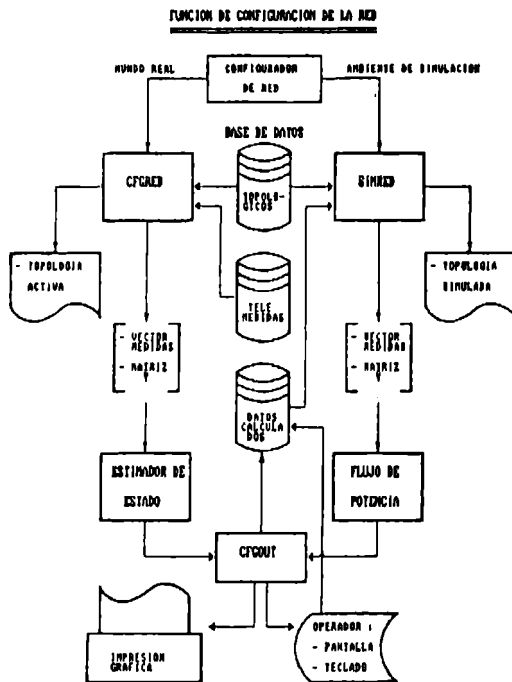 FUNCION DE CONFIGURACION DE LA RED
MUNDO REAL
CONFIGURADOR
DE RED
AMBIENTE DE SIMULACION
BASE DE DATOS
CFGRED
TOPOLO-
GICOS
SIMRED
- TOPOLOGIA
ACTIVA
TELE
MEDIDAS
- TOPOLOGIA
SIMULADA
- VECTOR
MEDIDAS
- MATRIZ
- VECTOR
MEDIDAS
- MATRIZ
DATOS
CALCULA
DOS
ESTIMADOR DE
ESTADO
FLUJO DE
POTENCIA
CFGOUT
IMPRESION
GRAFICA
OPERADOR :
- PANTALLA
- TECLADO